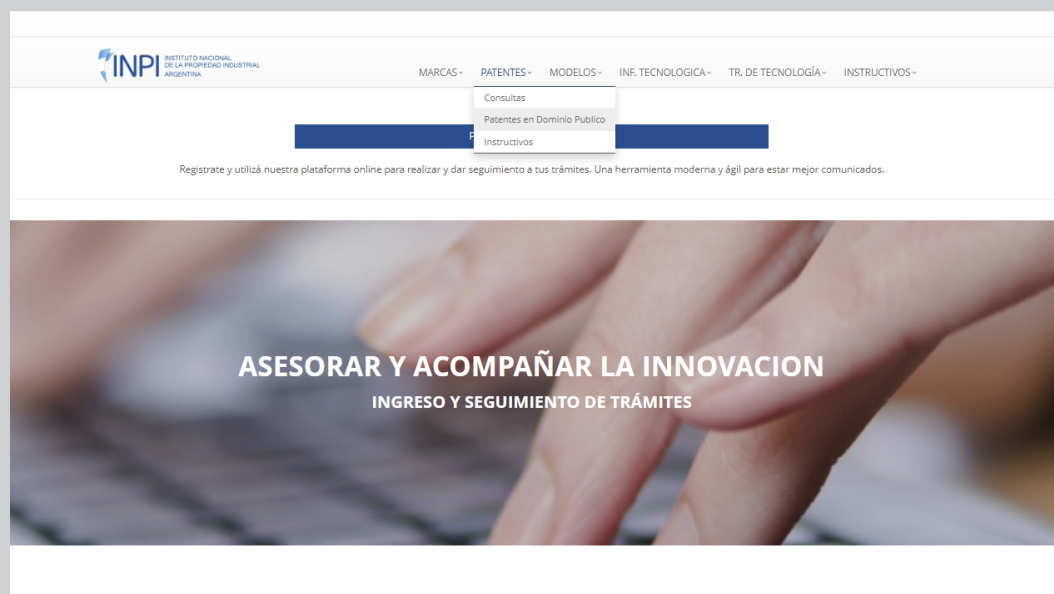 INPI
INSTITUTO NACIONAL
DE LA PROPIEDAD INDUSTRIAL
ARGENTINA
MARCAS PATENTES MODELOS INF. TECNOLOGICA TR. DE TECNOLOGÍA INSTRUCTIVOS
Consultas
Patentes en Dominio Publico
Instructivos
Registrate y utilizá nuestra plataforma online para realizar y dar seguimiento a tus trámites. Una herramienta moderna y ágil para estar mejor comunicados.
ASESORAR Y ACOMPAÑAR LA INNOVACION
INGRESO Y SEGUIMIENTO DE TRÁMITES